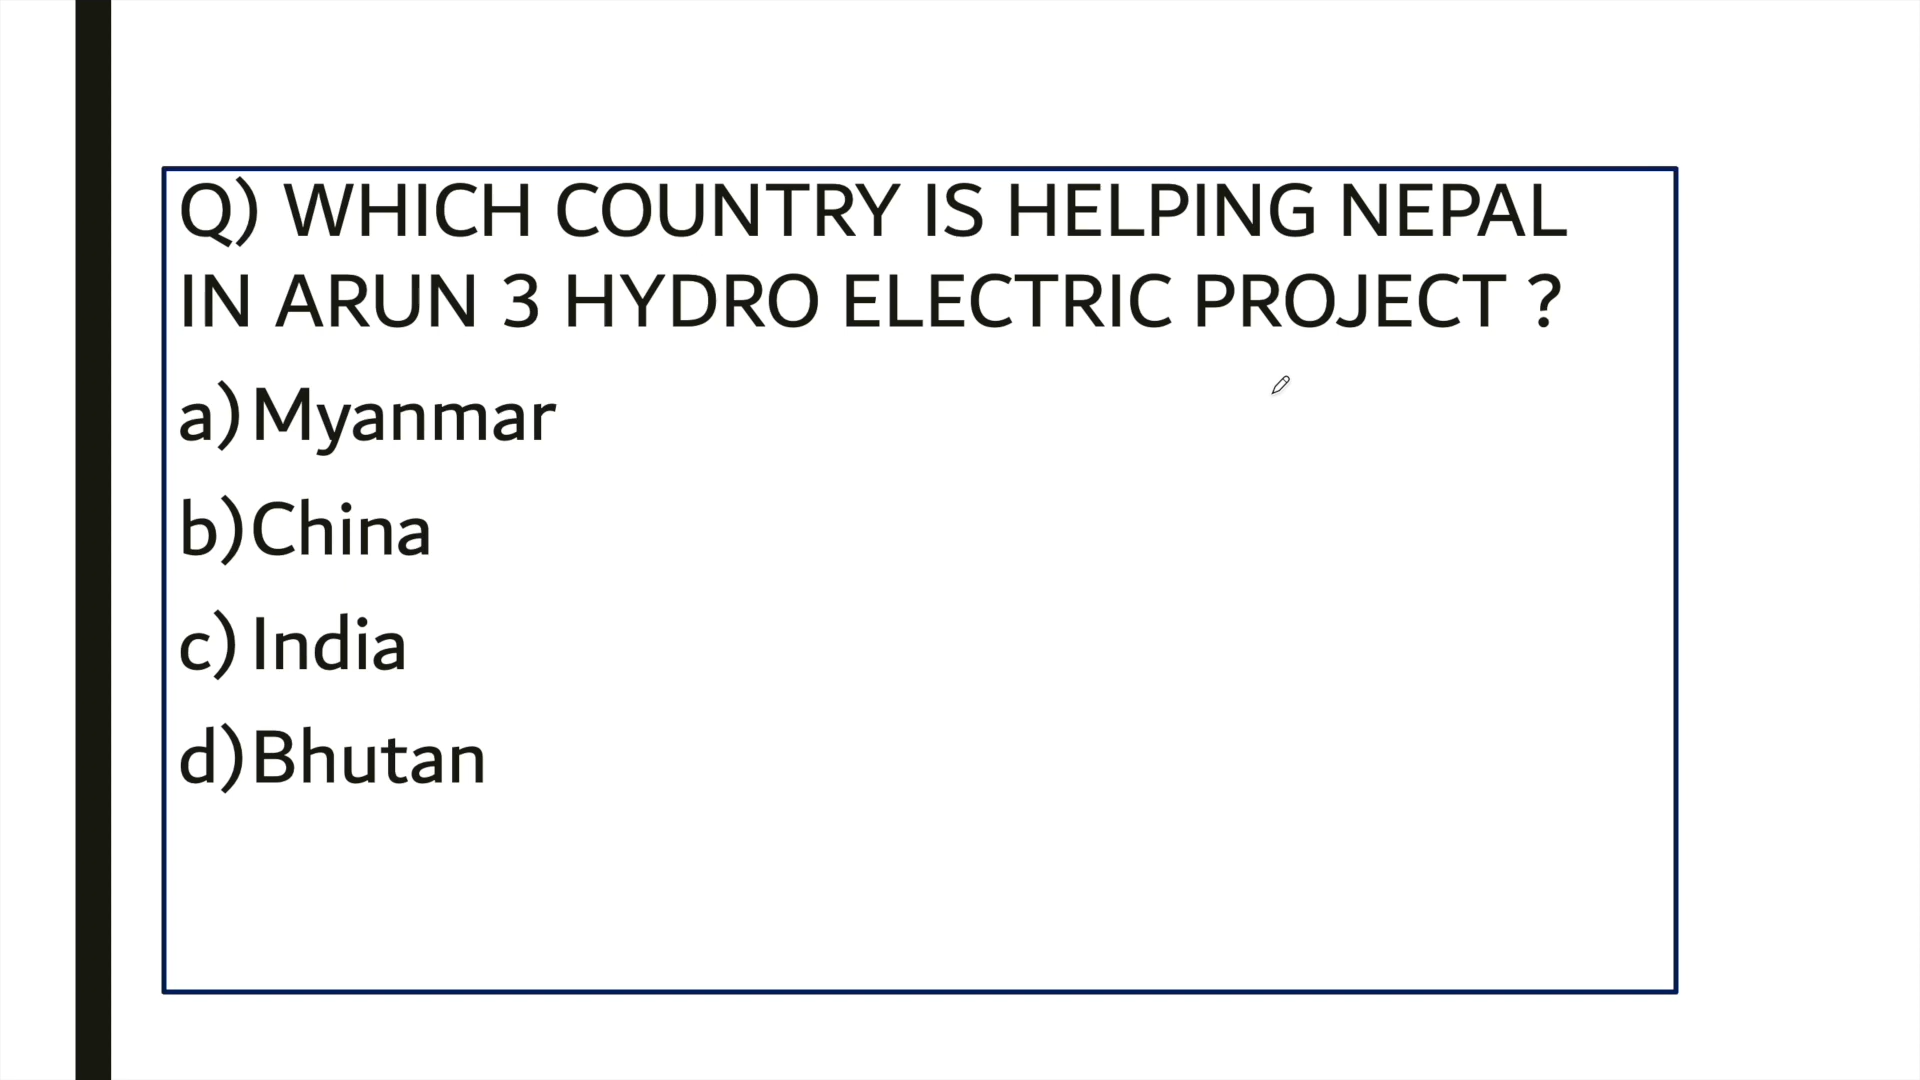 Q) WHICH COUNTRY IS HELPING NEPAL
IN ARUN 3 HYDRO ELECTRIC PROJECT ?
a) Myanmar
b) China
c) India
d) Bhutan